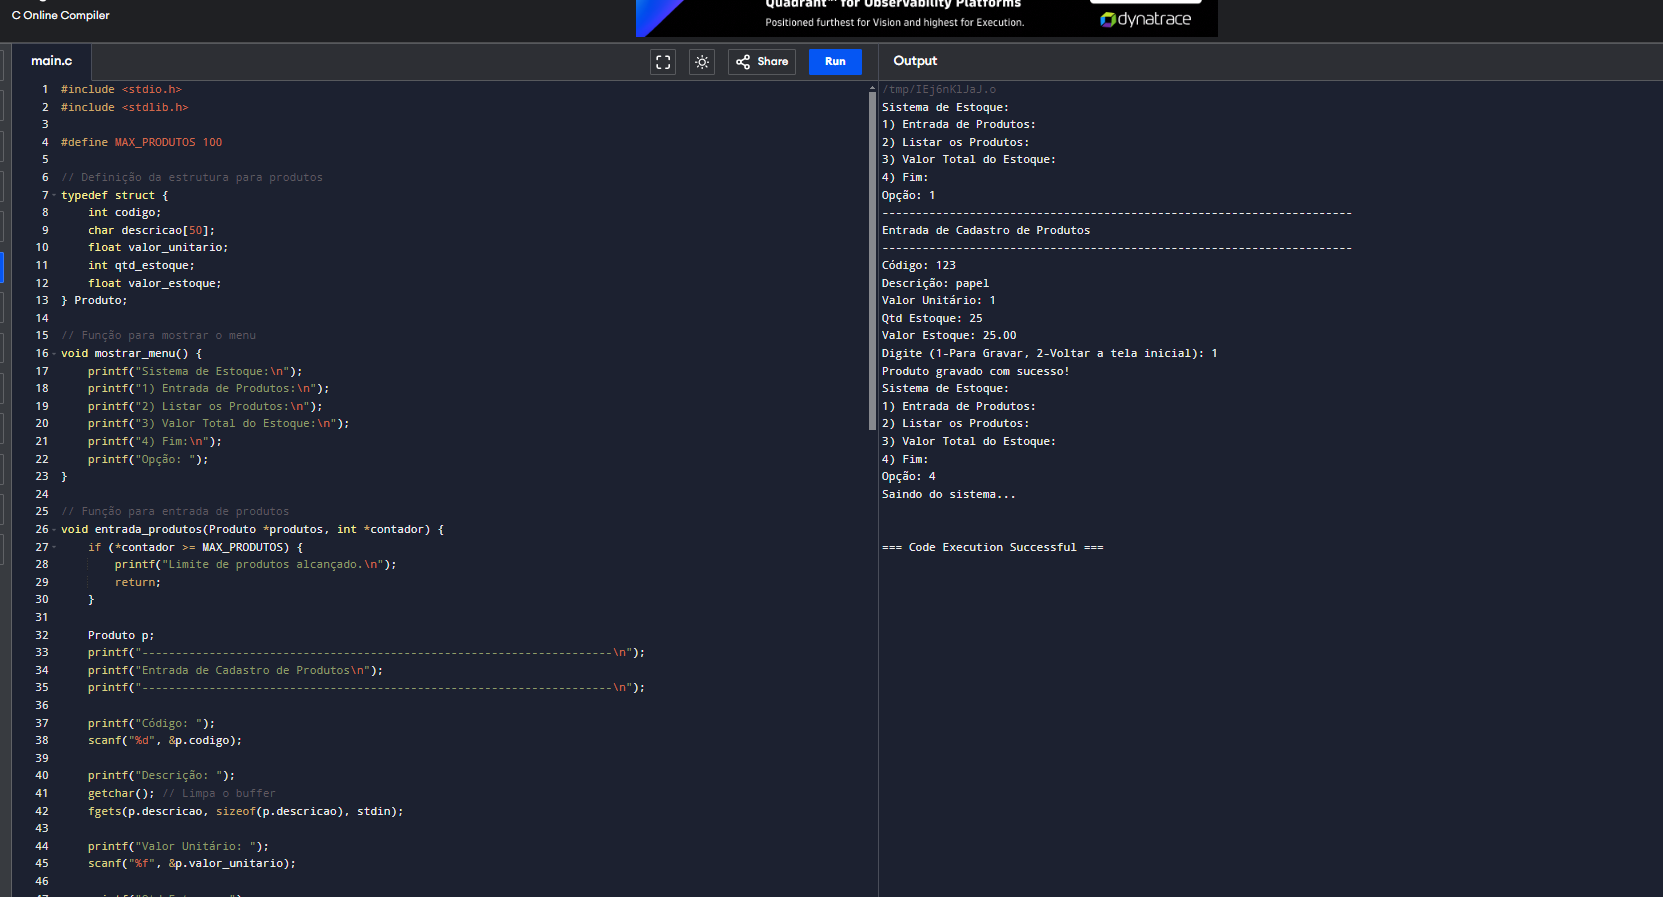 C Online Compiler
Quadrant™ for Observability Platforms
Positioned furthest for Vision and highest for Execution.
dynatrace
main.c
Share
Run
Output
1 #include <stdio.h>
2 #include <stdlib.h>
3
4 #define MAX_PRODUTOS 100
5
6 // Definição da estrutura para produtos
7 typedef struct {
8     int codigo;
9     char descricao[50];
10     float valor_unitario;
11     int qtd_estoque;
12     float valor_estoque;
13 } Produto;
14
15 // Função para mostrar o menu
16 void mostrar_menu() {
17     printf("Sistema de Estoque:\n");
18     printf("1) Entrada de Produtos:\n");
19     printf("2) Listar os Produtos:\n");
20     printf("3) Valor Total do Estoque:\n");
21     printf("4) Fim:\n");
22     printf("Opção: ");
23 }
24
25 // Função para entrada de produtos
26 void entrada_produtos(Produto *produtos, int *contador) {
27     if (*contador >= MAX_PRODUTOS) {
28         printf("Limite de produtos alcançado.\n");
29         return;
30     }
31
32     Produto p;
33     printf("----------------------------------------------------------------------\n");
34     printf("Entrada de Cadastro de Produtos\n");
35     printf("----------------------------------------------------------------------\n");
36
37     printf("Código: ");
38     scanf("%d", &p.codigo);
39
40     printf("Descrição: ");
41     getchar(); // Limpa o buffer
42     fgets(p.descricao, sizeof(p.descricao), stdin);
43
44     printf("Valor Unitário: ");
45     scanf("%f", &p.valor_unitario);
46
/tmp/IEj6nKlJaJ.o
Sistema de Estoque:
1) Entrada de Produtos:
2) Listar os Produtos:
3) Valor Total do Estoque:
4) Fim:
Opção: 1
----------------------------------------------------------------------
Entrada de Cadastro de Produtos
----------------------------------------------------------------------
Código: 123
Descrição: papel
Valor Unitário: 1
Qtd Estoque: 25
Valor Estoque: 25.00
Digite (1-Para Gravar, 2-Voltar a tela inicial): 1
Produto gravado com sucesso!
Sistema de Estoque:
1) Entrada de Produtos:
2) Listar os Produtos:
3) Valor Total do Estoque:
4) Fim:
Opção: 4
Saindo do sistema...
=== Code Execution Successful ===